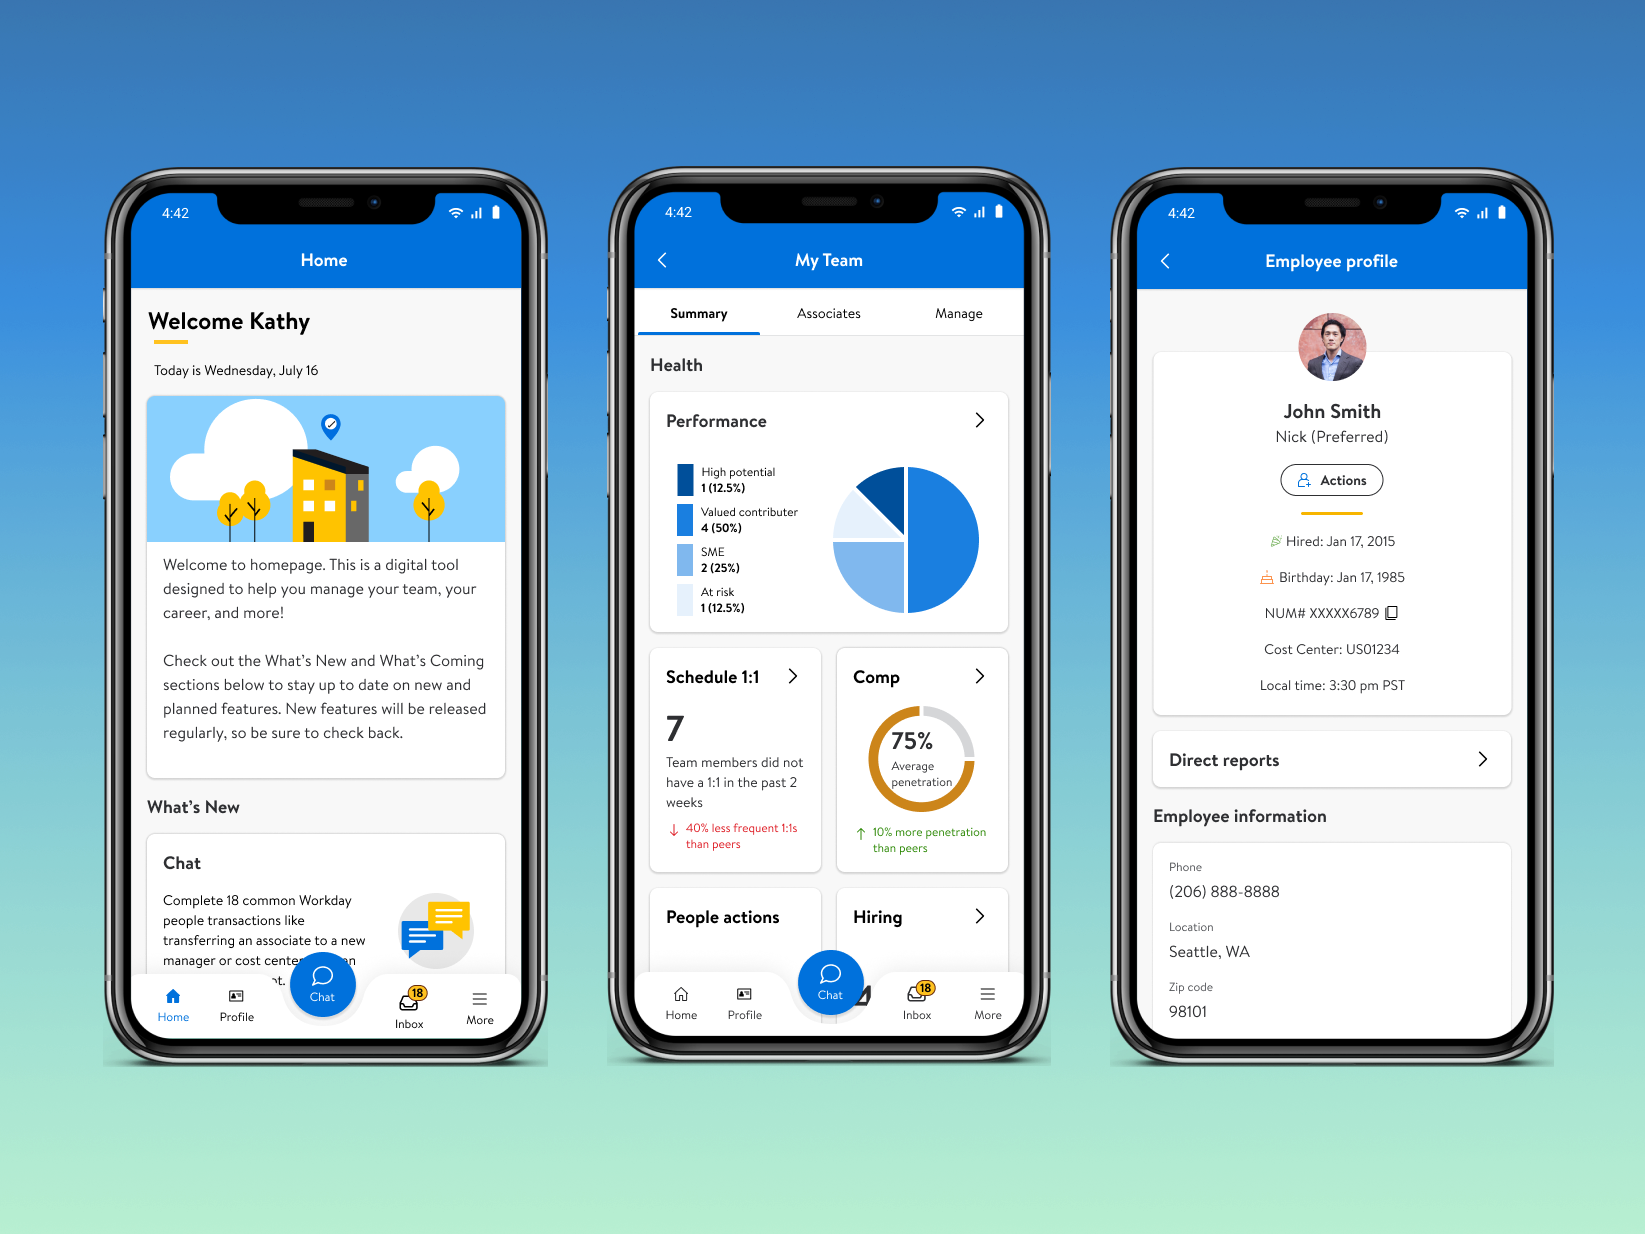 4:42
Home
Welcome Kathy
Today is Wednesday, July 16
Welcome to homepage. This is a digital tool
designed to help you manage your team, your
career, and more!
Check out the What's New and What's Coming
sections below to stay up to date on new and
planned features. New features will be released
regularly, so be sure to check back.
What's New
Chat
Complete 18 common Workday
people transactions like
transferring an associate to a new
manager or cost
Home
Profile
Chat
18
Inbox
More
4:42
My Team
Summary
Associates
Manage
Health
Performance
High potential
1 (12.5%)
Valued contributer
4 (50%)
SME
2 (25%)
At risk
1 (12.5%)
Schedule 1:1
7
Team members did not
have a 1:1 in the past 2
weeks
40% less frequent 1:1s
than peers
Comp
75%
Average
penetration
10% more penetration
than peers
People actions
Hiring
Home
Profile
Chat
18
Inbox
More
4:42
Employee profile
John Smith
Nick (Preferred)
Actions
Hired: Jan 17, 2015
Birthday: Jan 17, 1985
NUM# XXXXX6789
Cost Center: US01234
Local time: 3:30 pm PST
Direct reports
Employee information
Phone
(206) 888-8888
Location
Seattle, WA
Zip code
98101